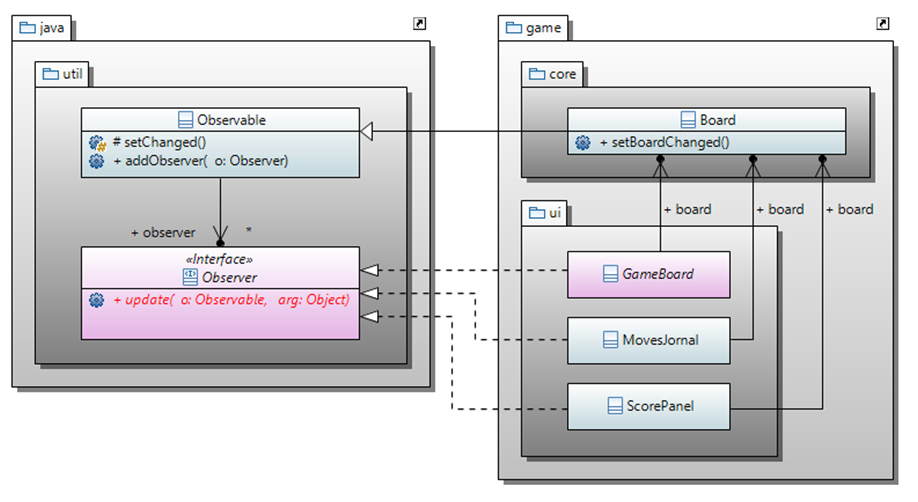 java
util
Observable
# setChanged()
+ addObserver( o: Observer)
+ observer
*
«Interface»
Observer
+ update( o: Observable, arg: Object)
game
core
Board
+ setBoardChanged()
+ board
+ board
+ board
ui
GameBoard
MovesJornal
ScorePanel